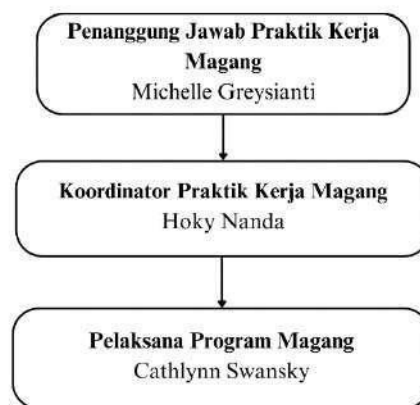 Penanggung Jawab Praktik Kerja
Magang
Michelle Greysianti
Koordinator Praktik Kerja Magang
Hoky Nanda
Pelaksana Program Magang
Cathlynn Swansky